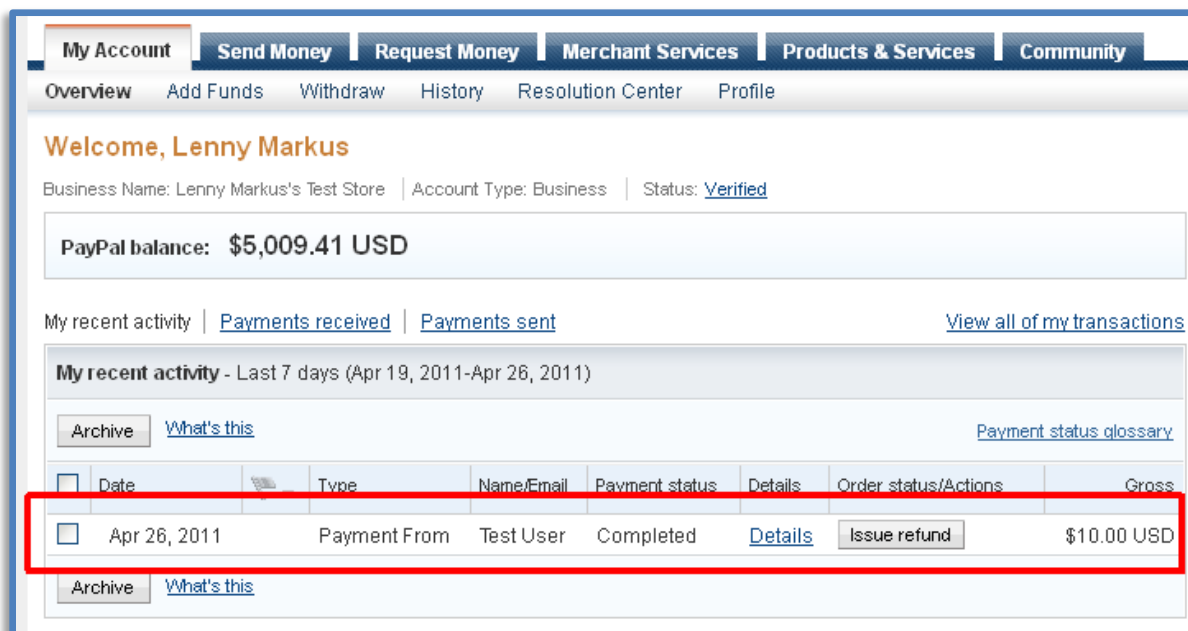 My Account Send Money Request Money Merchant Services Products & Services Community
Overview Add Funds Withdraw History Resolution Center Profile
Welcome, Lenny Markus
Business Name: Lenny Markus's Test Store Account Type: Business Status: Verified
PayPal balance: $5,009.41 USD
My recent activity Payments received Payments sent View all of my transactions
My recent activity - Last 7 days (Apr 19, 2011-Apr 26, 2011)
Archive What's this Payment status glossary
Date Type Name/Email Payment status Details Order status/Actions Gross
Apr 26, 2011 Payment From Test User Completed Details Issue refund $10.00 USD
Archive What's this